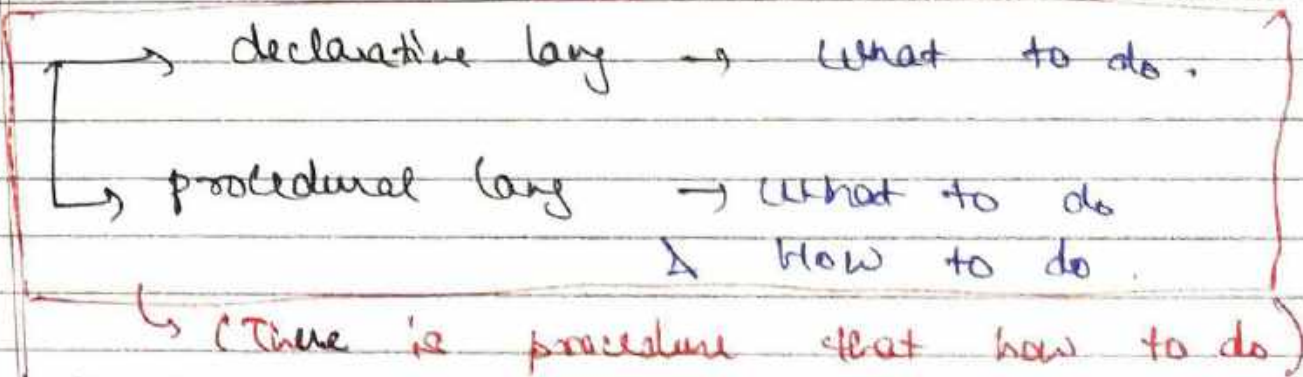 → declarative lang → What to do.
→ procedural lang → What to do
& How to do.
↳ (There is procedure that how to do)